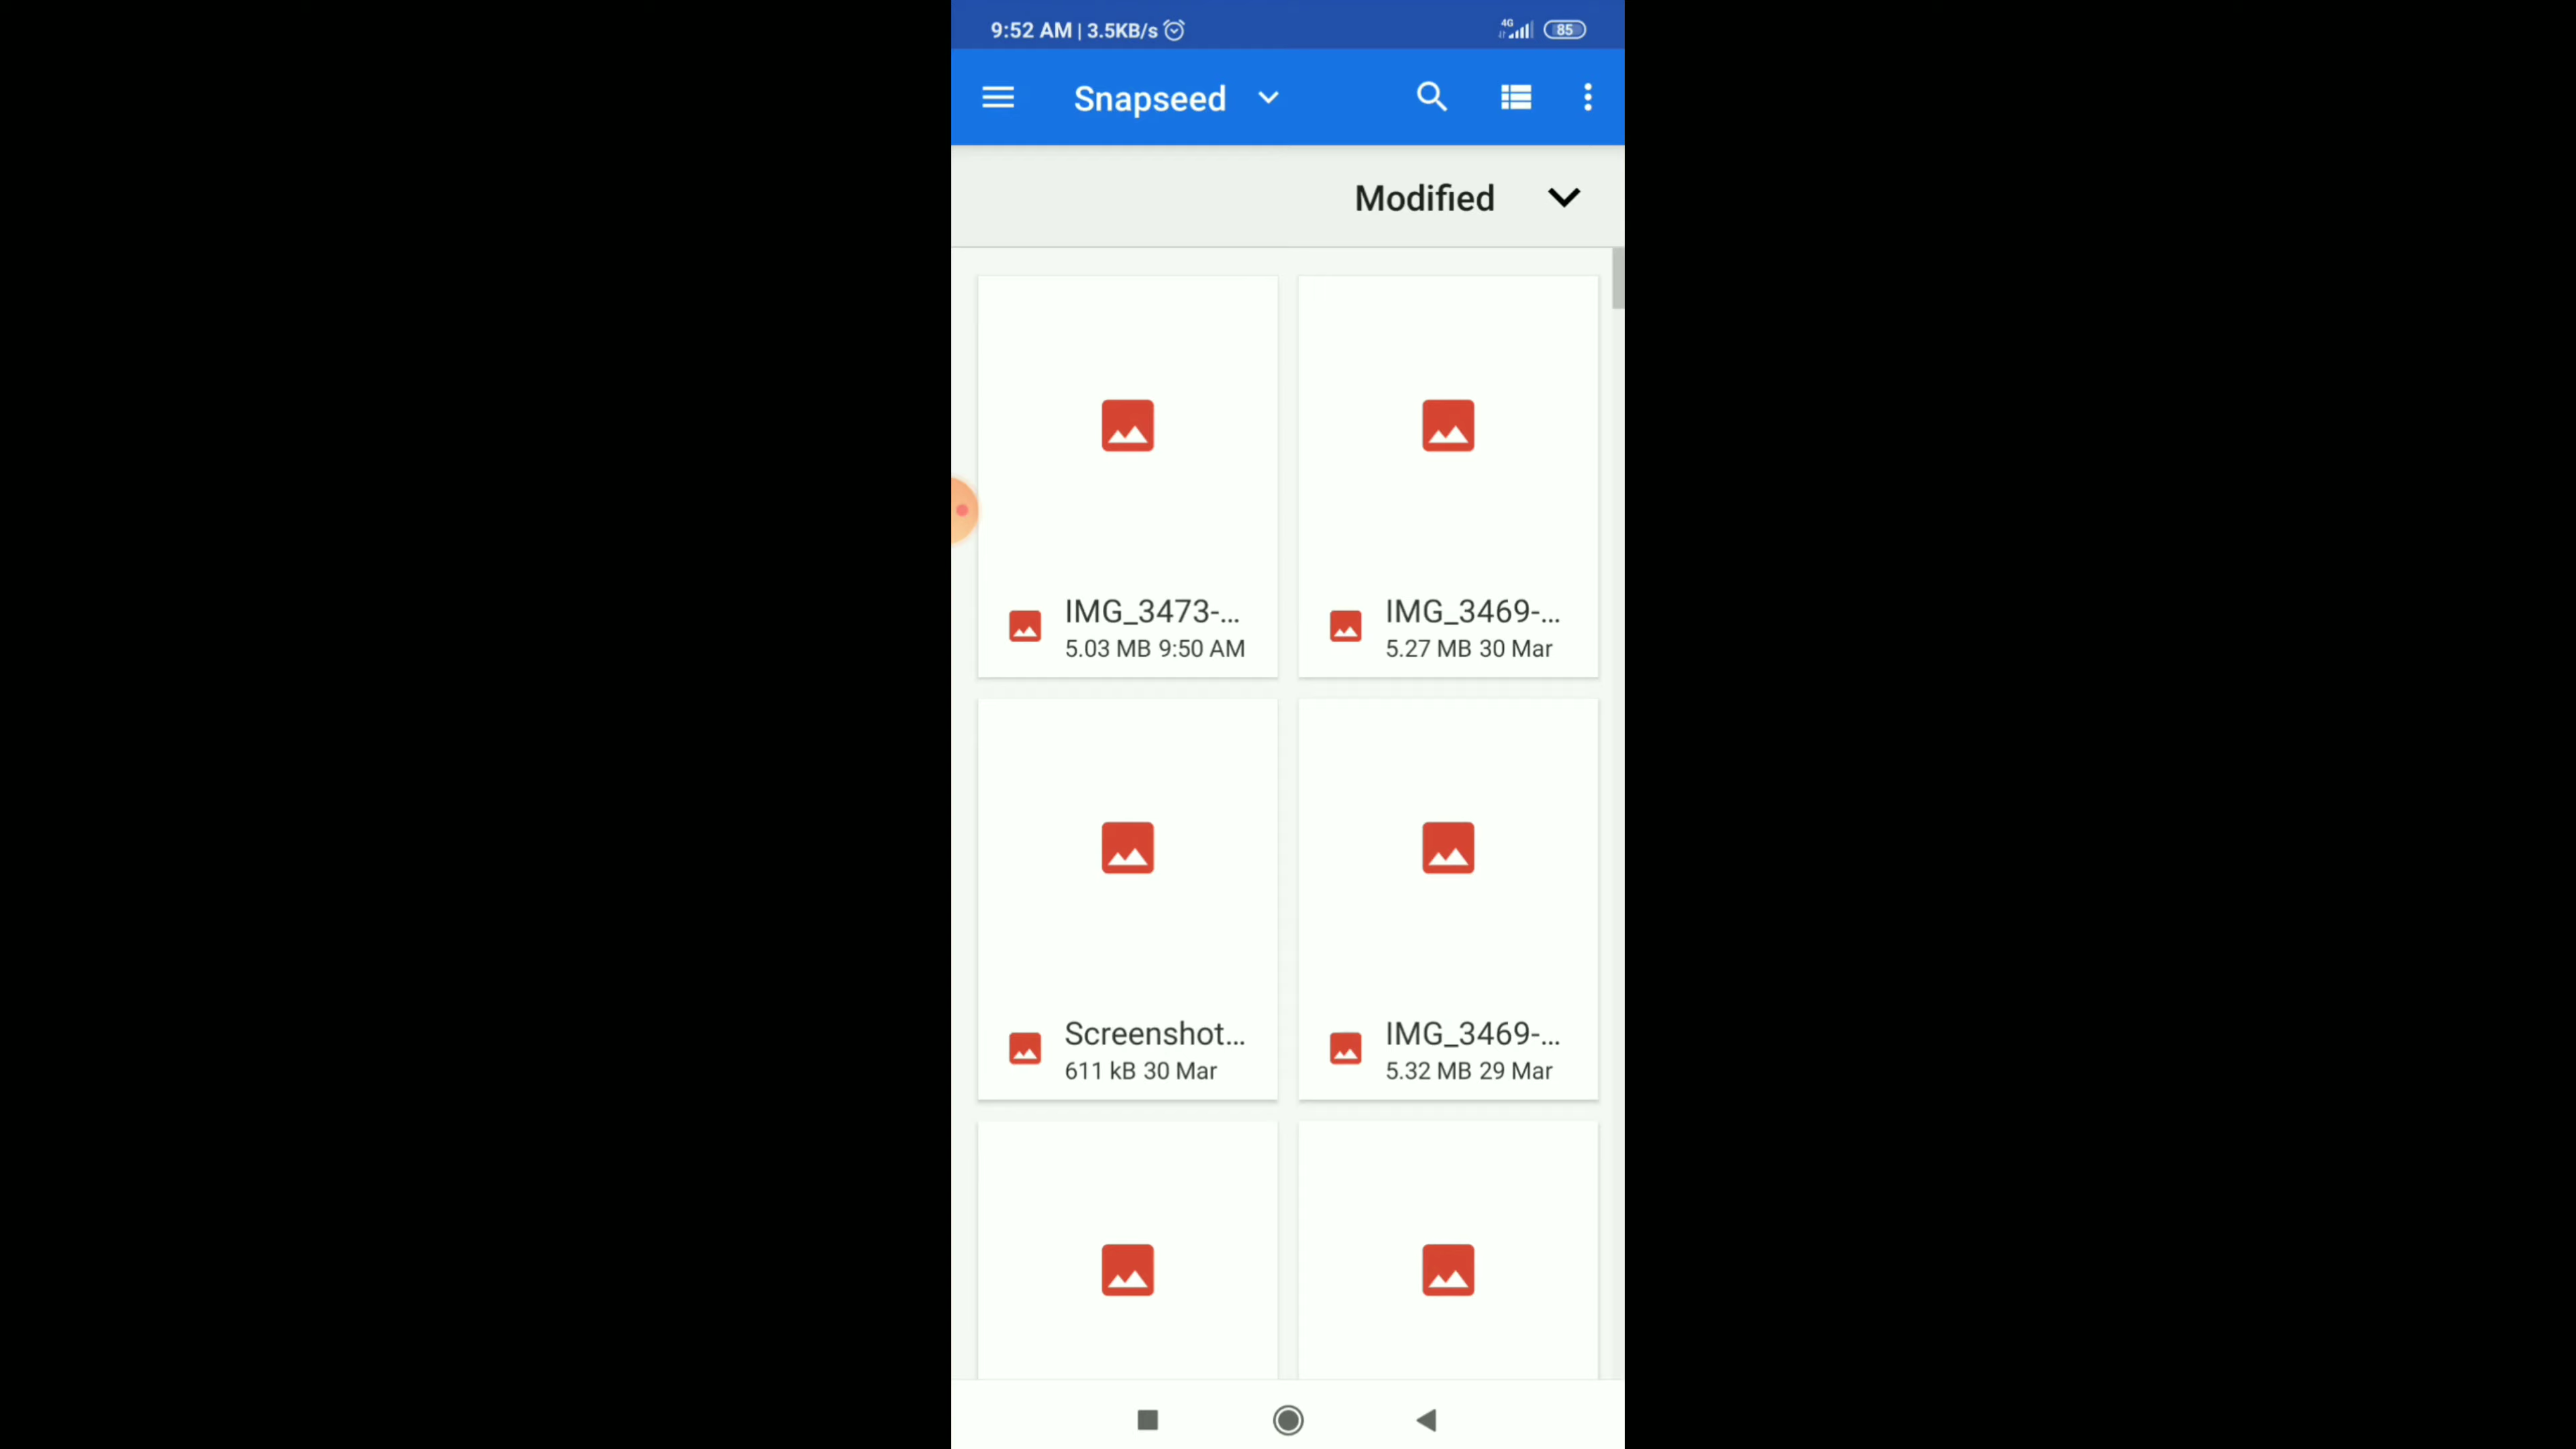 9:52 AM | 3.5KB/s 4G 85
Snapseed
Modified
IMG_3473-...
5.03 MB 9:50 AM
IMG_3469-...
5.27 MB 30 Mar
Screenshot...
611 kB 30 Mar
IMG_3469-...
5.32 MB 29 Mar